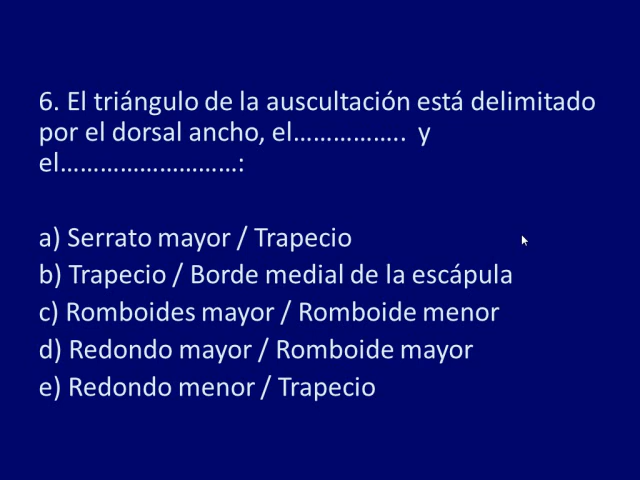 6. El triángulo de la auscultación está delimitado
por el dorsal ancho, el…………….. y
el………………………:
a) Serrato mayor / Trapecio
b) Trapecio / Borde medial de la escápula
c) Romboides mayor / Romboide menor
d) Redondo mayor / Romboide mayor
e) Redondo menor / Trapecio